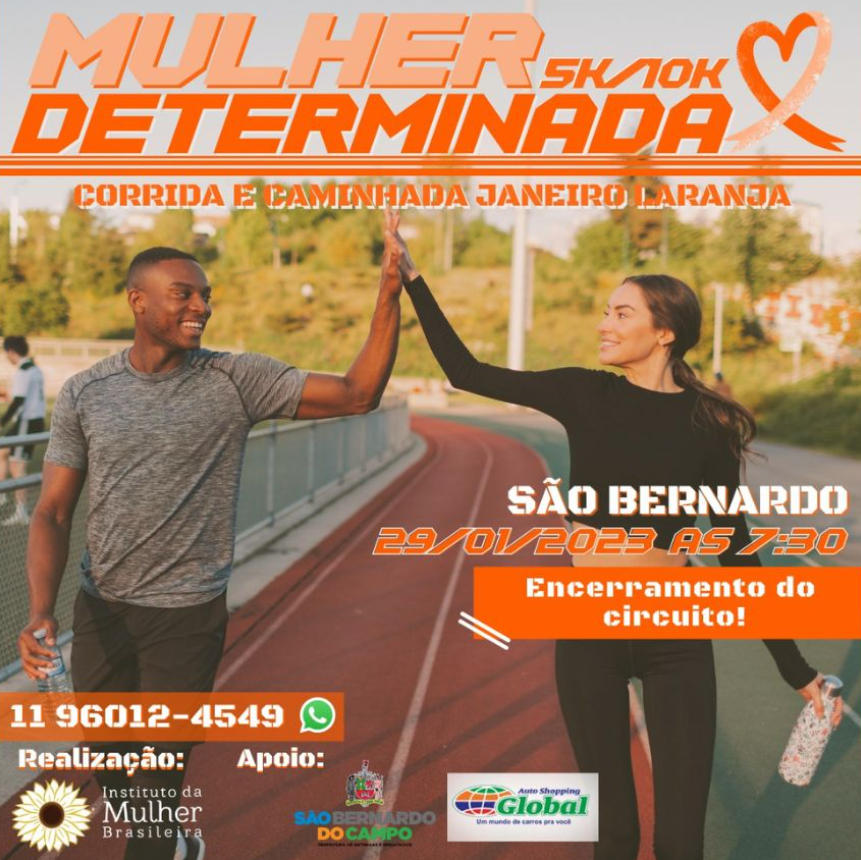 MULHER
5K/10K
DETERMINADA
CORRIDA E CAMINHADA JANEIRO LARANJA
SÃO BERNARDO
29/01/2023 AS 7:30
Encerramento do
circuito!
11 96012-4549
Realização:
Apoio:
Instituto da
Mulher
Brasileira
SÃO BERNARDO
DO CAMPO
Auto Shopping
Global
Um mundo de carros pra você